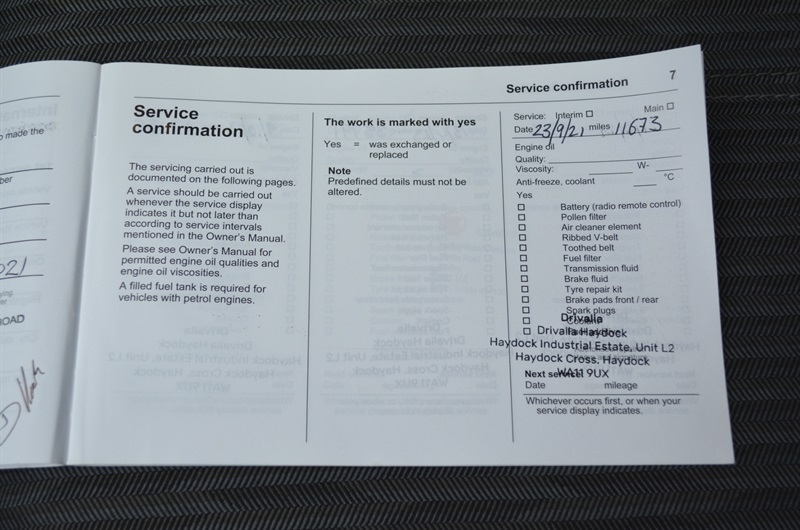 made the
ber
021
ROAD
Service confirmation 7
Service
confirmation
The servicing carried out is
documented on the following pages.
A service should be carried out
whenever the service display
indicates it but not later than
according to service intervals
mentioned in the Owner's Manual.
Please see Owner's Manual for
permitted engine oil qualities and
engine oil viscosities.
A filled fuel tank is required for
vehicles with petrol engines.
The work is marked with yes
Yes = was exchanged or
replaced
Note
Predefined details must not be
altered.
Service: Interim ☐ Main ☐
Date 23/9/21 miles 11673
Engine oil
Quality:
Viscosity: W-
Anti-freeze, coolant °C
Yes
☐ Battery (radio remote control)
☐ Pollen filter
☐ Air cleaner element
☐ Ribbed V-belt
☐ Toothed belt
☐ Fuel filter
☐ Transmission fluid
☐ Brake fluid
☐ Tyre repair kit
☐ Brake pads front / rear
☐ Spark plugs
Drivalia
Drivalia Haydock
Haydock Industrial Estate, Unit L2
Haydock Cross, Haydock
WA11 9UX
Next service:
Date mileage
Whichever occurs first, or when your
service display indicates.